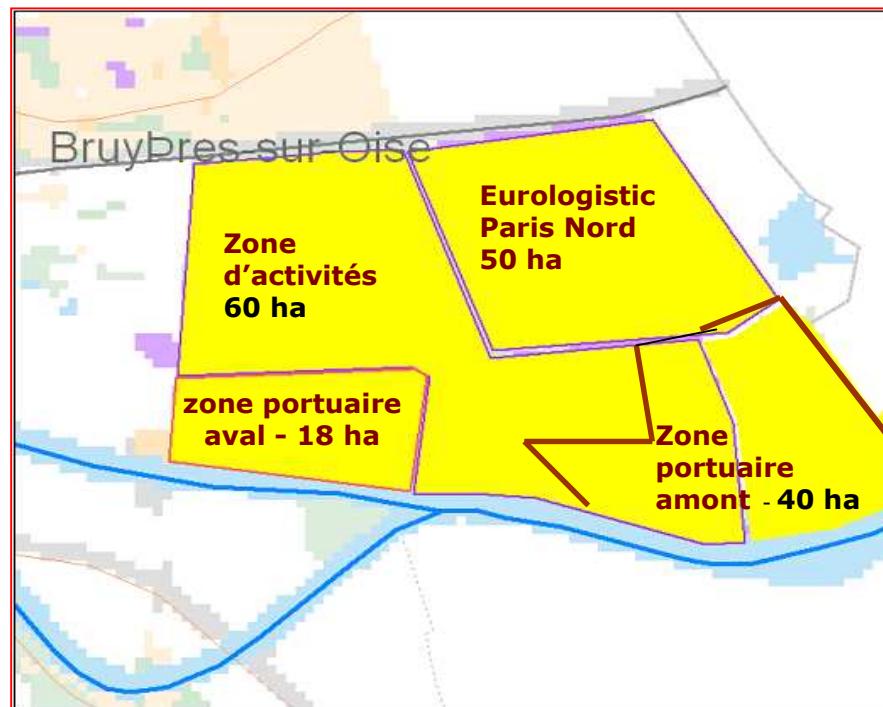 BruyÞres-sur-Oise
Eurologistic
Paris Nord
50 ha
Zone
d’activités
60 ha
zone portuaire
aval - 18 ha
Zone
portuaire
amont - 40 ha